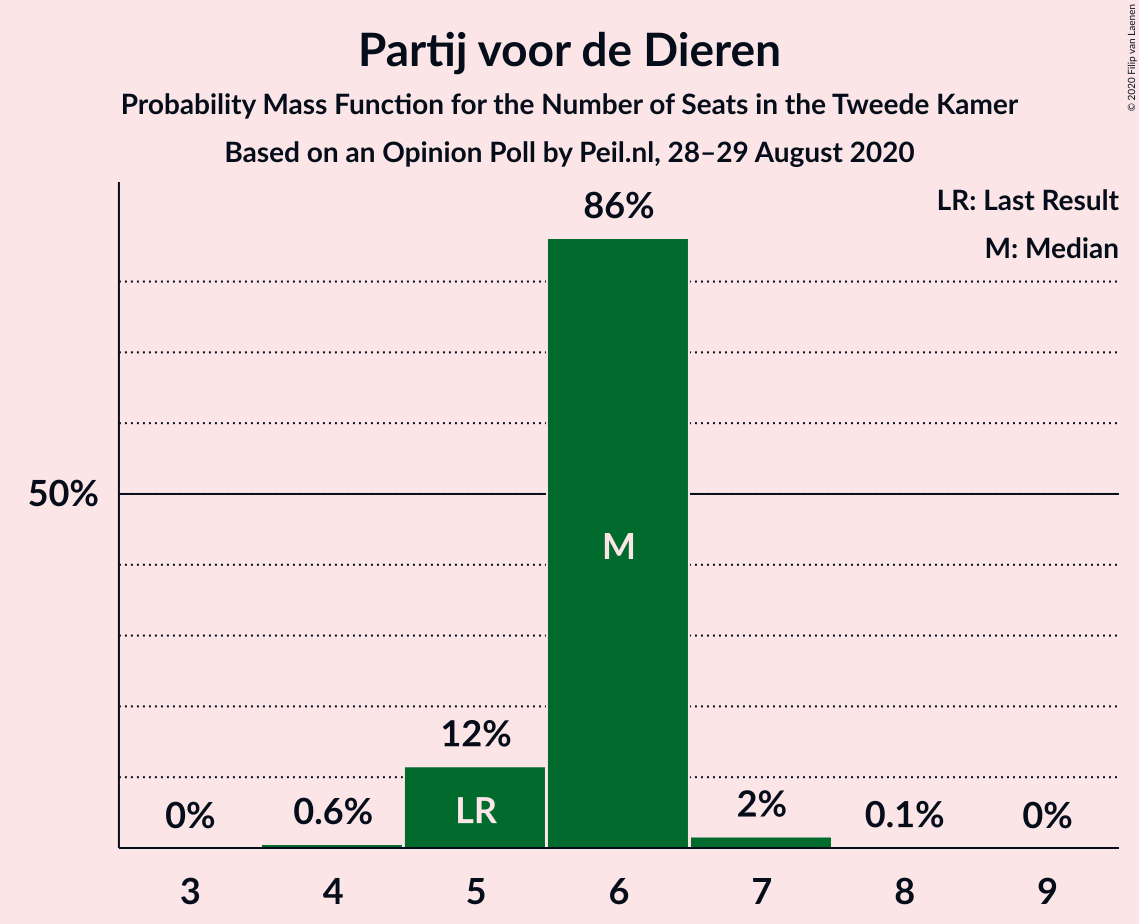 Partij voor de Dieren
Probability Mass Function for the Number of Seats in the Tweede Kamer
Based on an Opinion Poll by Peil.nl, 28–29 August 2020
© 2020 Filip van Laenen
LR: Last Result
M: Median
86%
50%
M
12%
LR
0%
0.6%
2%
0.1%
0%
3 4 5 6 7 8 9